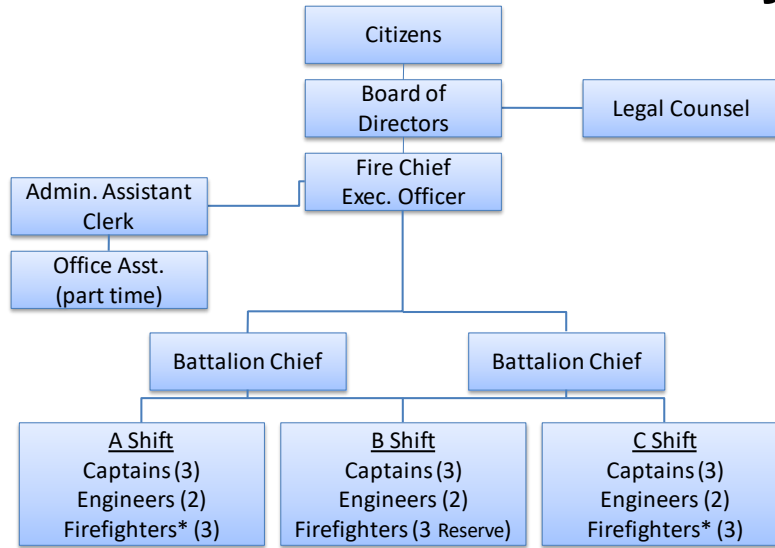 Citizens
Board of
Directors
Legal Counsel
Fire Chief
Exec. Officer
Admin. Assistant
Clerk
Office Asst.
(part time)
Battalion Chief
Battalion Chief
A Shift
Captains (3)
Engineers (2)
Firefighters* (3)
B Shift
Captains (3)
Engineers (2)
Firefighters (3 Reserve)
C Shift
Captains (3)
Engineers (2)
Firefighters* (3)